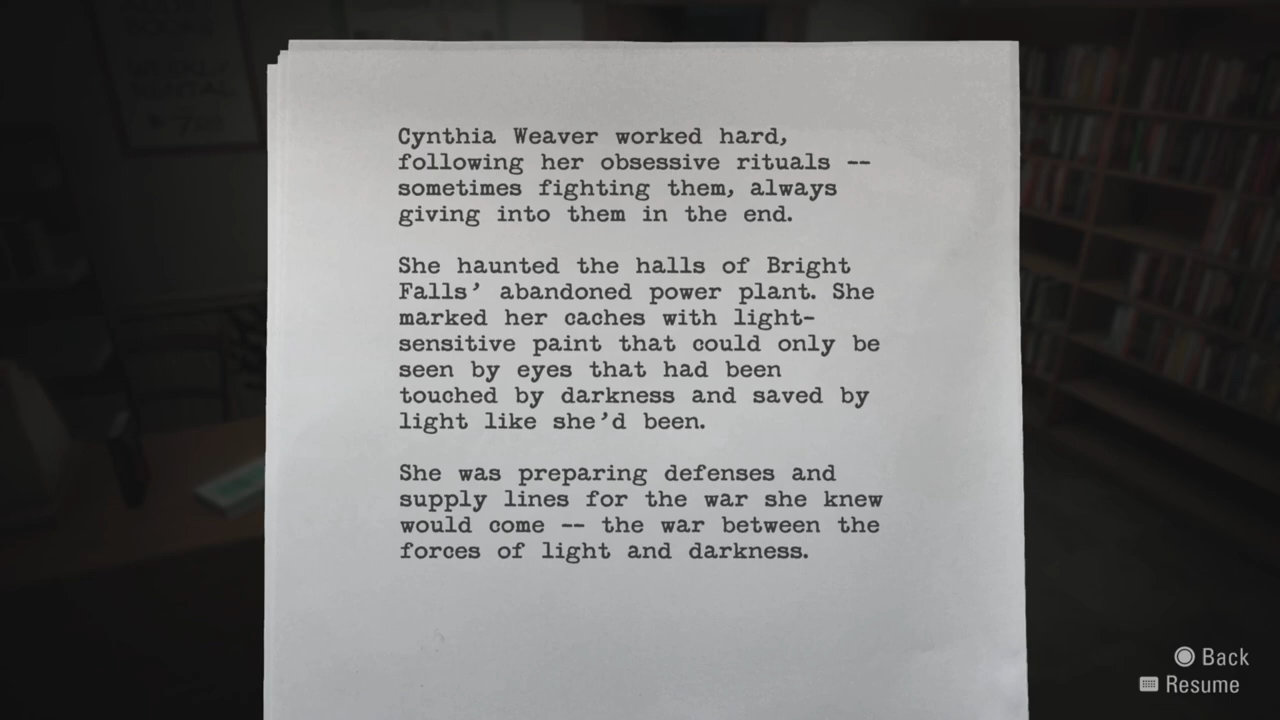 WEEKLY
RENTAL
Cynthia Weaver worked hard,
following her obsessive rituals --
sometimes fighting them, always
giving into them in the end.
She haunted the halls of Bright
Falls’ abandoned power plant. She
marked her caches with light-
sensitive paint that could only be
seen by eyes that had been
touched by darkness and saved by
light like she’d been.
She was preparing defenses and
supply lines for the war she knew
would come -- the war between the
forces of light and darkness.
Back
Resume